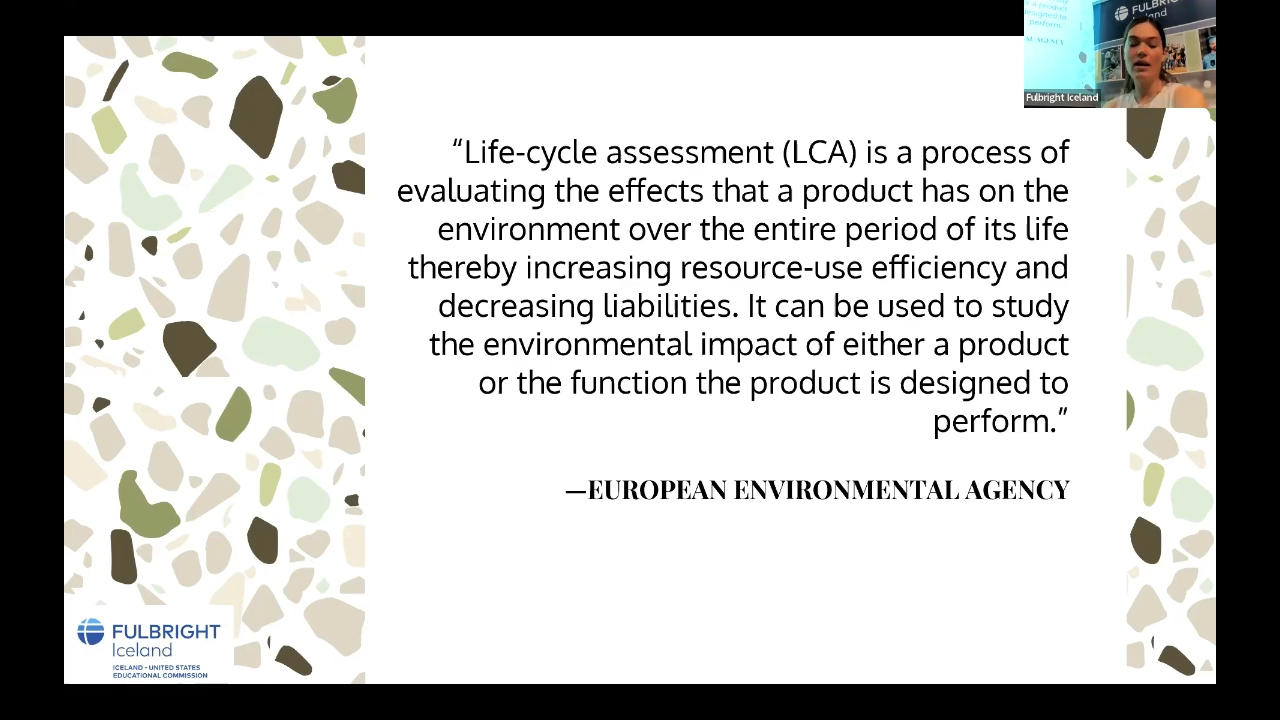 “Life-cycle assessment (LCA) is a process of
evaluating the effects that a product has on the
environment over the entire period of its life
thereby increasing resource-use efficiency and
decreasing liabilities. It can be used to study
the environmental impact of either a product
or the function the product is designed to
perform.”
—EUROPEAN ENVIRONMENTAL AGENCY
FULBRIGHT
Iceland
ICELAND - UNITED STATES
EDUCATIONAL COMMISSION
FULBRIGHT
Iceland
Fulbright Iceland